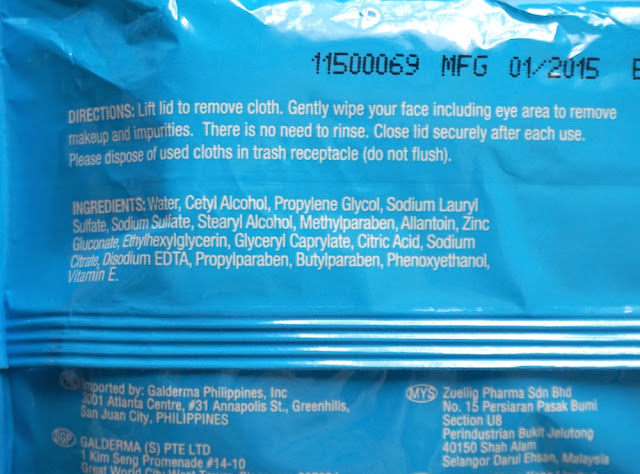 11500069 MFG 01/2015
DIRECTIONS: Lift lid to remove cloth. Gently wipe your face including eye area to remove
makeup and impurities. There is no need to rinse. Close lid securely after each use.
Please dispose of used cloths in trash receptacle (do not flush).
INGREDIENTS: Water, Cetyl Alcohol, Propylene Glycol, Sodium Lauryl
Sulfate, Sodium Sulfate, Stearyl Alcohol, Methylparaben, Allantoin, Zinc
Gluconate, Ethylhexylglycerin, Glyceryl Caprylate, Citric Acid, Sodium
Citrate, Disodium EDTA, Propylparaben, Butylparaben, Phenoxyethanol,
Vitamin E.
Imported by: Galderma Philippines, Inc
3001 Atlanta Centre, #31 Annapolis St., Greenhills,
San Juan City, PHILIPPINES
SGP GALDERMA (S) PTE LTD
1 Kim Seng Promenade #14-10
Great World City West Tower
MYS Zuellig Pharma Sdn Bhd
No. 15 Persiaran Pasak Bumi
Section U8
Perindustrian Bukit Jelutong
40150 Shah Alam
Selangor Darul Ehsan, Malaysia